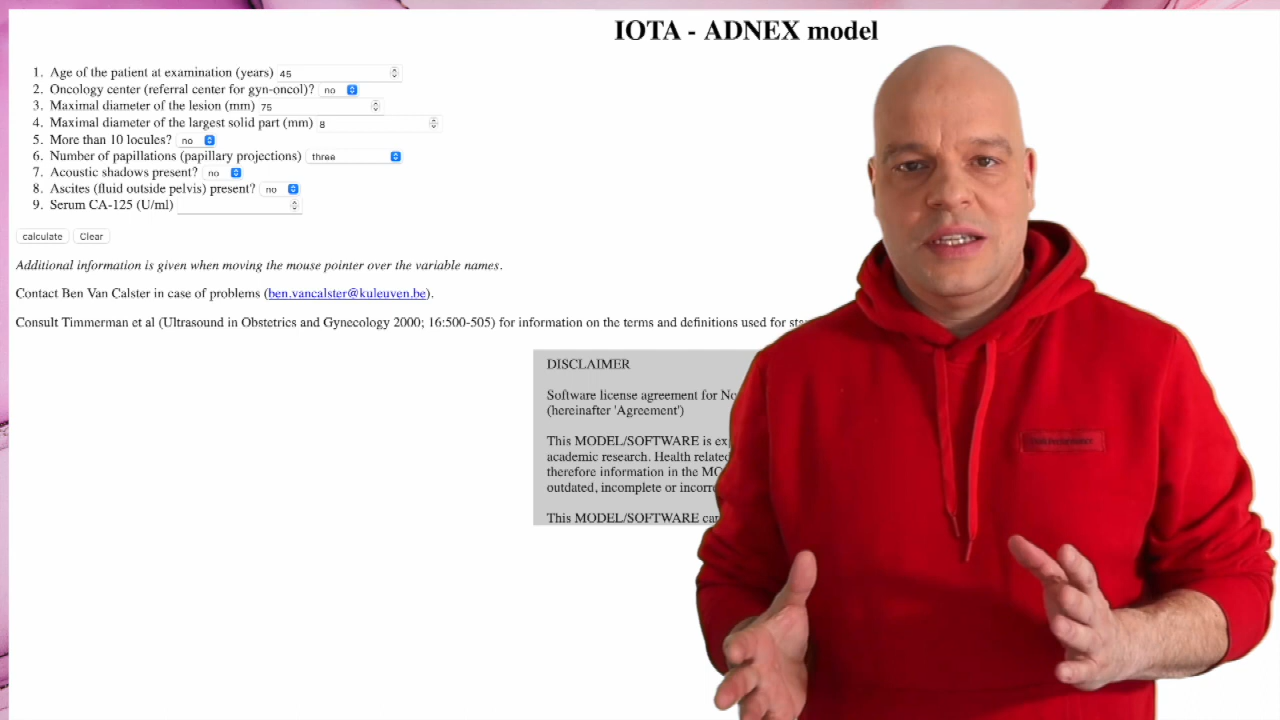 IOTA - ADNEX model
1. Age of the patient at examination (years) 45
2. Oncology center (referral center for gyn-oncol)? no
3. Maximal diameter of the lesion (mm) 75
4. Maximal diameter of the largest solid part (mm) 8
5. More than 10 locules? no
6. Number of papillations (papillary projections) three
7. Acoustic shadows present? no
8. Ascites (fluid outside pelvis) present? no
9. Serum CA-125 (U/ml)
calculate Clear
Additional information is given when moving the mouse pointer over the variable names.
Contact Ben Van Calster in case of problems (ben.vancalster@kuleuven.be).
Consult Timmerman et al (Ultrasound in Obstetrics and Gynecology 2000; 16:500-505) for information on the terms and definitions used for
DISCLAIMER
Software license agreement for
(hereinafter 'Agreement')
This MODEL/SOFTWARE is
academic research. Health related
therefore information in the
outdated, incomplete or
This MODEL/SOFTWARE